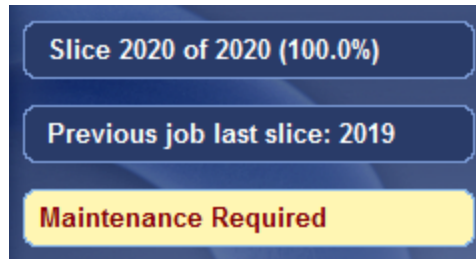 Slice 2020 of 2020 (100.0%)
Previous job last slice: 2019
Maintenance Required